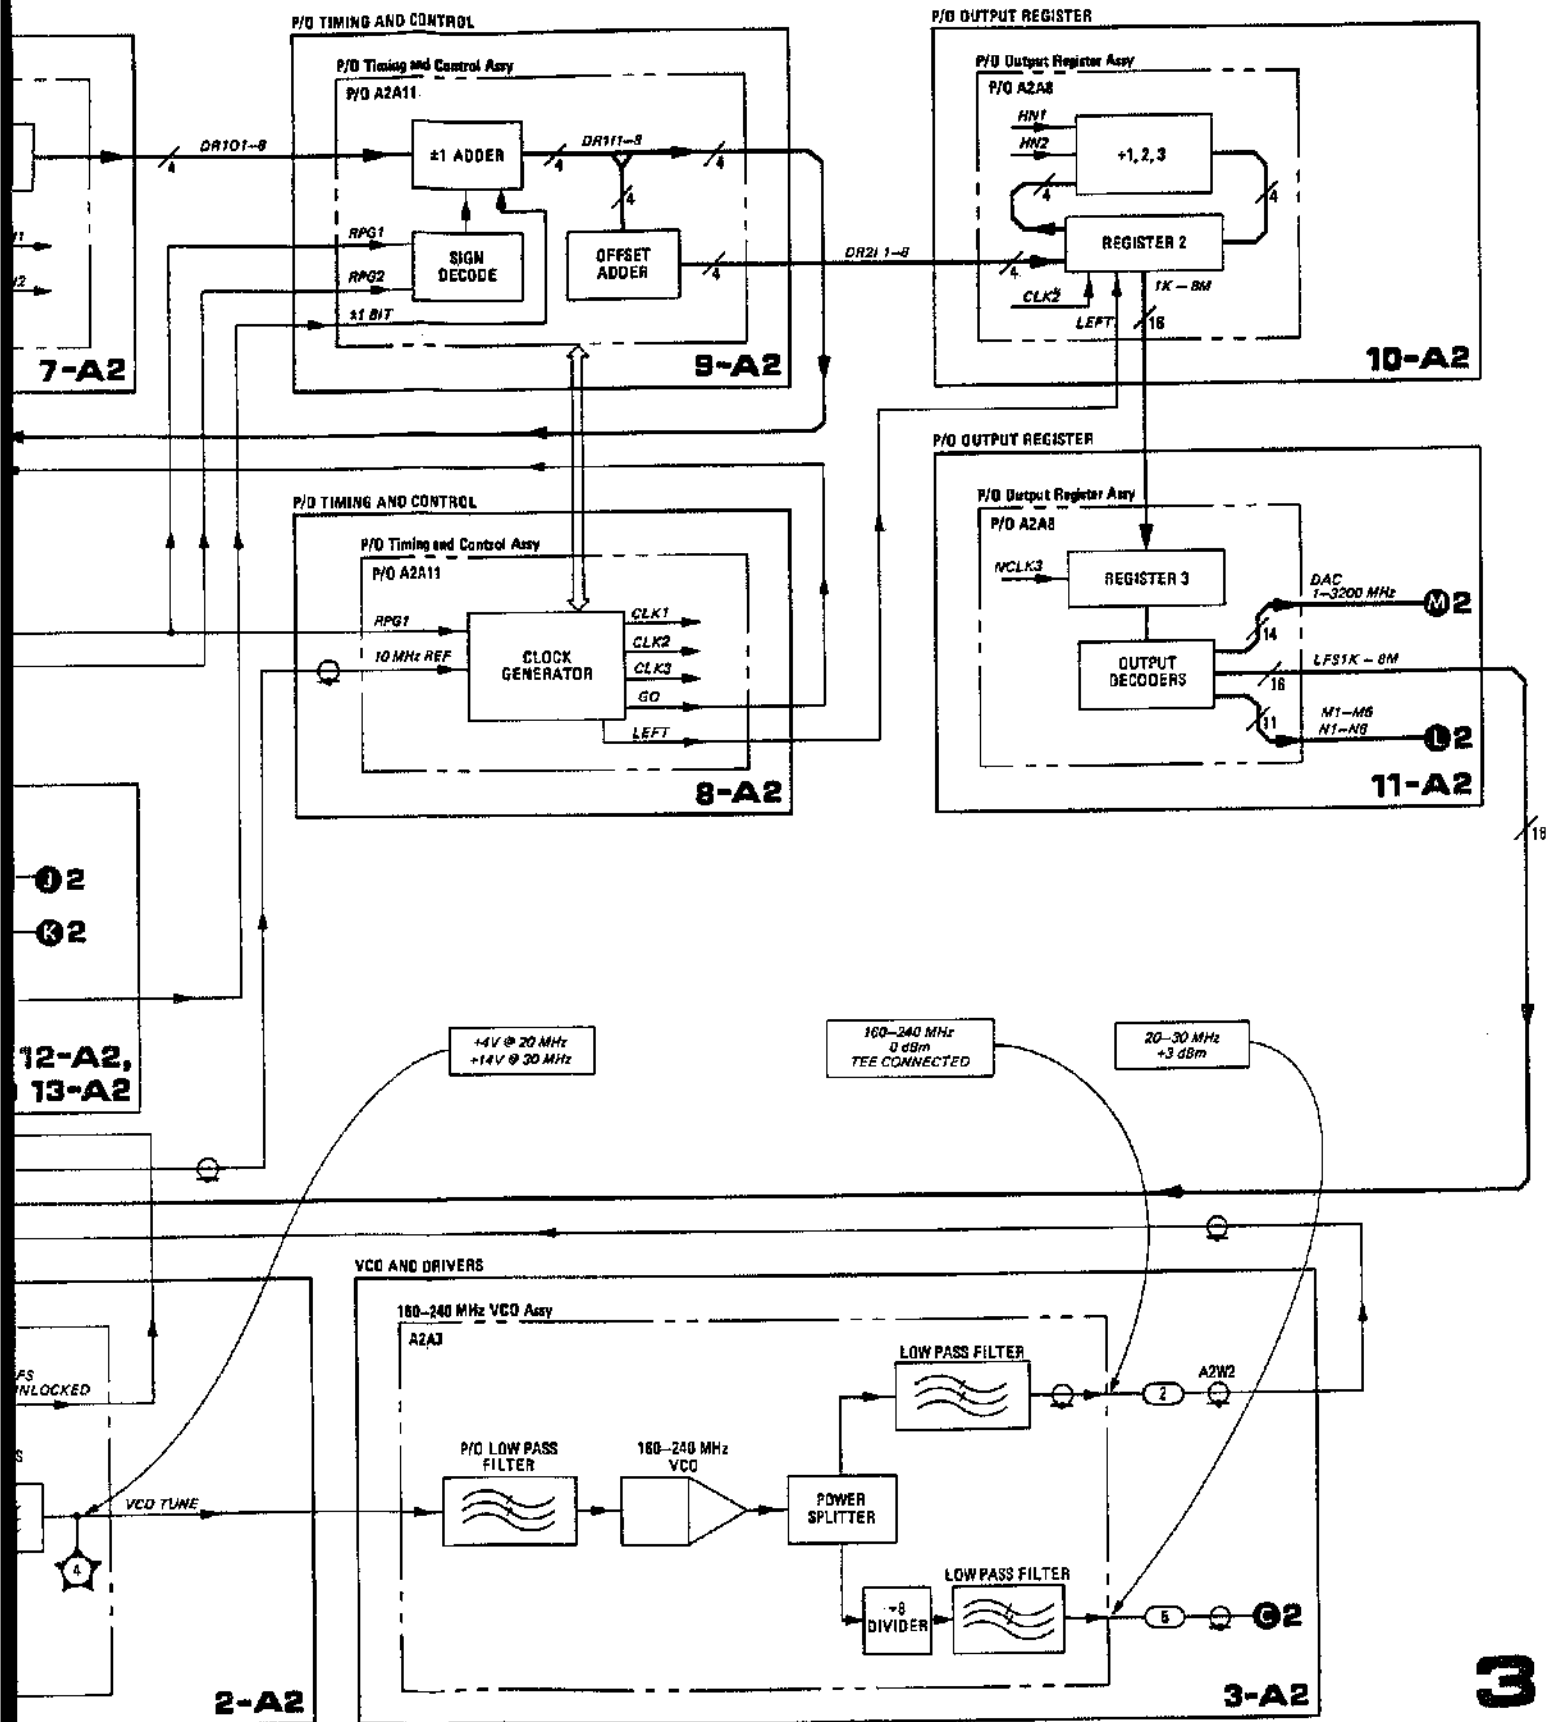 P/O TIMING AND CONTROL
P/O Timing and Control Assy
P/O A2A11
DR1O1–8
4
±1 ADDER
4
DR1I1–8
4
4
RPG1
SIGN
DECODE
RPG2
OFFSET
ADDER
4
±1 BIT
7-A2
9-A2
P/O OUTPUT REGISTER
P/O Output Register Assy
P/O A2A8
HN1
HN2
+1, 2, 3
4
4
REGISTER 2
DR2I 1–8
4
CLK2
1K – 8M
LEFT
16
10-A2
P/O TIMING AND CONTROL
P/O Timing and Control Assy
P/O A2A11
RPG1
10 MHz REF
CLOCK
GENERATOR
CLK1
CLK2
CLK3
GO
LEFT
8-A2
P/O OUTPUT REGISTER
P/O Output Register Assy
P/O A2A8
NCLK3
REGISTER 3
DAC
1–3200 MHz
M 2
14
OUTPUT
DECODERS
LFS1K – 8M
16
11
M1–M6
N1–N6
L 2
11-A2
16
J 2
K 2
12-A2,
13-A2
+4V @ 20 MHz
+14V @ 30 MHz
160–240 MHz
0 dBm
TEE CONNECTED
20–30 MHz
+3 dBm
VCO AND DRIVERS
160–240 MHz VCO Assy
A2A3
LOW PASS FILTER
2
A2W2
P/O LOW PASS
FILTER
160–240 MHz
VCO
POWER
SPLITTER
VCO TUNE
4
÷8
DIVIDER
LOW PASS FILTER
5
C 2
2-A2
3-A2
3